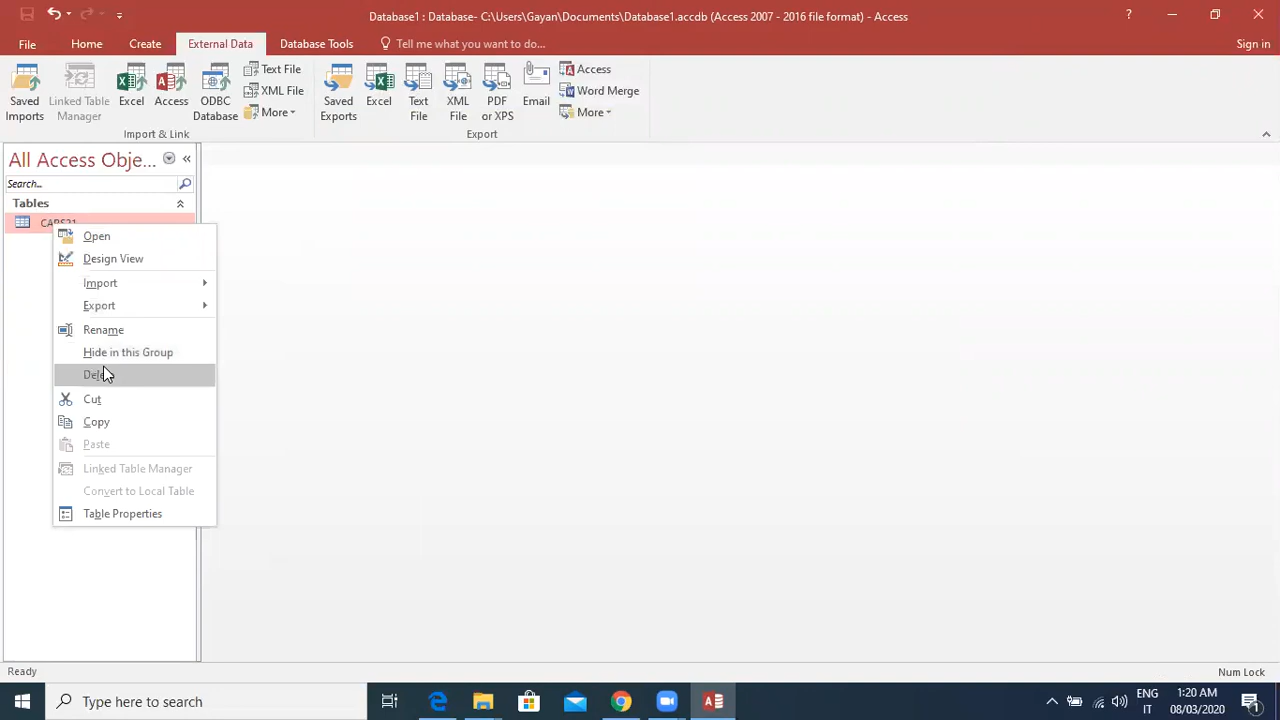 Database1 : Database- C:\Users\Gayan\Documents\Database1.accdb (Access 2007 - 2016 file format) - Access
?
File Home Create External Data Database Tools Tell me what you want to do... Sign in
Saved Imports
Linked Table Manager
Excel
Access
ODBC Database
Text File
XML File
More
Import & Link
Saved Exports
Excel
Text File
XML File
PDF or XPS
Email
Access
Word Merge
More
Export
All Access Obje...
Search...
Tables
Open
Design View
Import
Export
Rename
Hide in this Group
Cut
Copy
Paste
Linked Table Manager
Convert to Local Table
Table Properties
Ready
Num Lock
Type here to search
ENG
IT
1:20 AM
08/03/2020
1